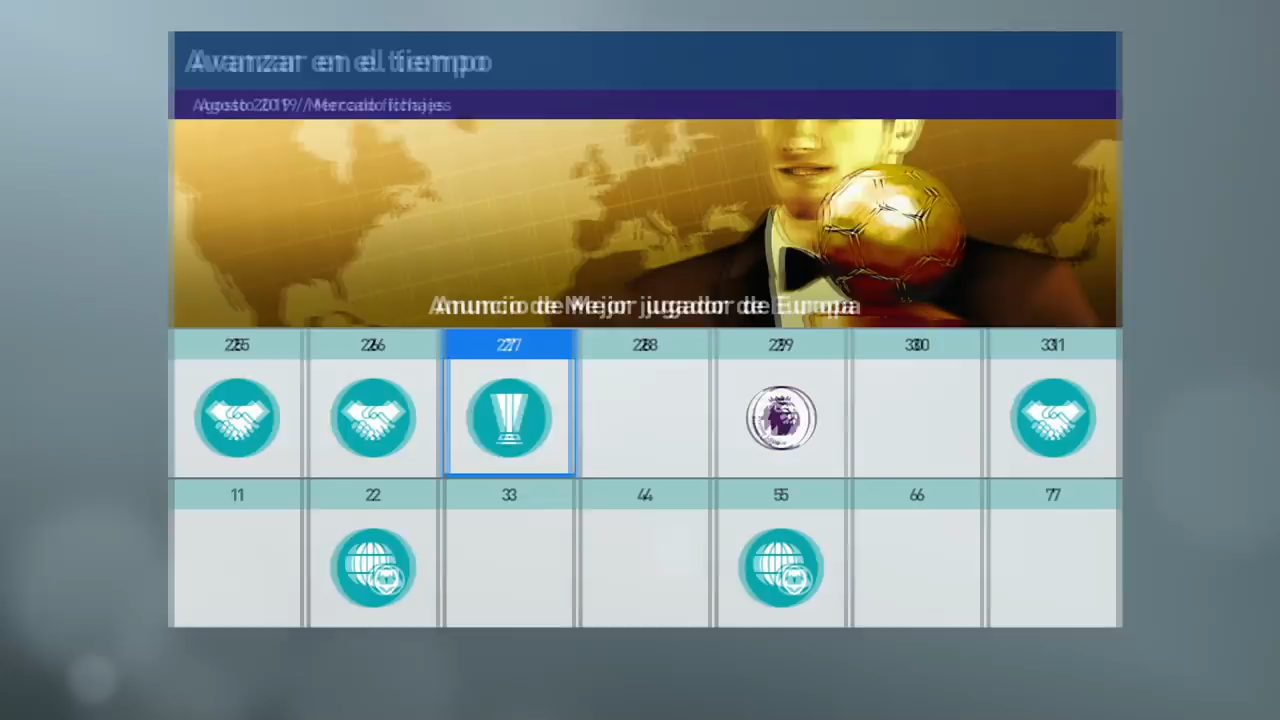 Avanzar en el tiempo
Agosto 2019 // Mercado fichajes
Anuncio de Mejor jugador de Europa
25 26 27 28 29 30 31
1 2 3 4 5 6 7